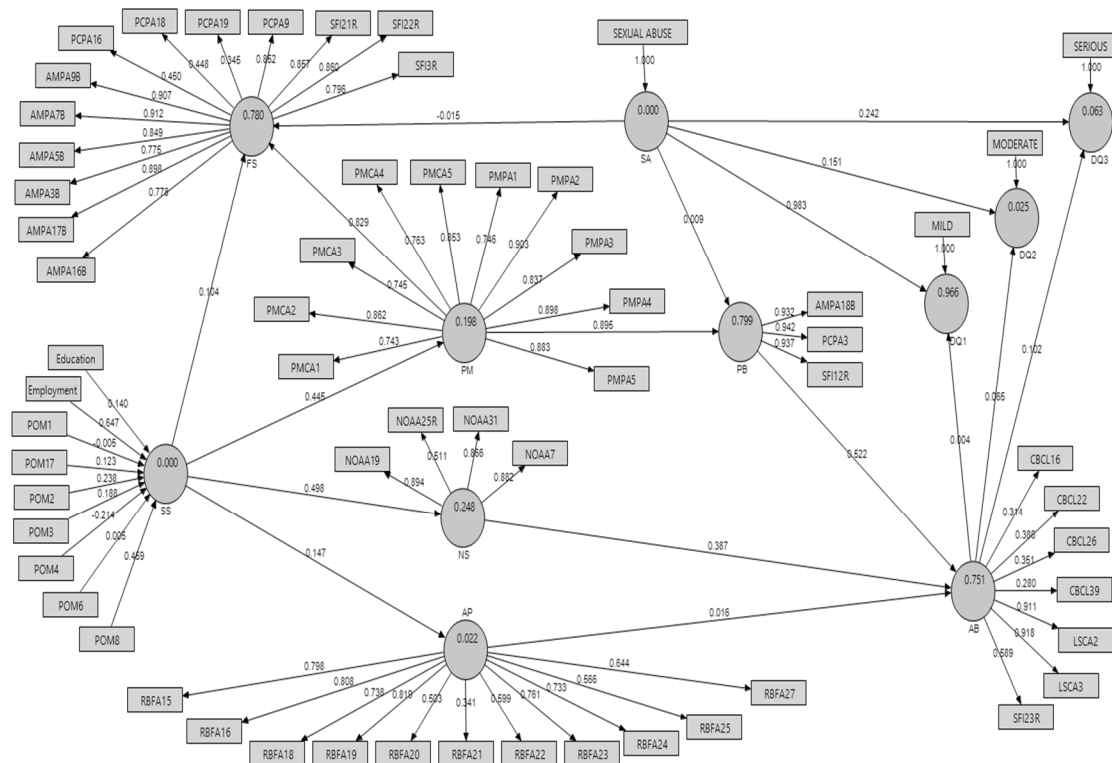 PCPA18
PCPA19
PCPA9
SFI21R
SFI22R
SEXUAL ABUSE
SERIOUS
PCPA16
SFI3R
0.448
0.345
0.852
0.857
0.860
0.796
1.000
1.000
AMPA9B
0.450
0.907
AMPA7B
0.912
0.780
FS
-0.015
0.000
SA
0.242
0.063
DQ3
AMPA5B
0.849
0.775
MODERATE
1.000
AMPA3B
0.898
0.778
PMCA4
PMCA5
PMPA1
PMPA2
0.151
AMPA17B
0.829
0.763
0.853
0.746
0.903
0.009
0.983
MILD
1.000
0.025
DQ2
AMPA16B
PMCA3
0.745
PMPA3
0.837
0.104
PMCA2
0.862
PMPA4
0.898
AMPA18B
0.932
0.966
DQ1
0.102
PMCA1
0.743
0.198
PM
0.895
0.799
PB
0.942
PCPA3
0.937
SFI12R
0.883
PMPA5
Education
0.140
0.445
0.065
Employment
0.647
0.004
POM1
-0.005
NOAA25R
NOAA31
0.522
POM17
0.123
NOAA19
0.511
0.866
NOAA7
CBCL16
POM2
0.238
0.000
SS
0.498
0.894
0.882
0.314
CBCL22
POM3
0.188
0.248
NS
0.386
CBCL26
-0.214
0.387
0.351
POM4
0.005
0.147
0.751
AB
0.280
CBCL39
POM6
0.459
AP
0.016
0.911
LSCA2
POM8
0.022
0.918
0.589
LSCA3
0.798
0.644
RBFA15
0.808
0.566
RBFA27
SFI23R
RBFA16
0.738
0.819
0.503
0.341
0.599
0.761
0.733
RBFA25
RBFA18
RBFA19
RBFA20
RBFA21
RBFA22
RBFA23
RBFA24